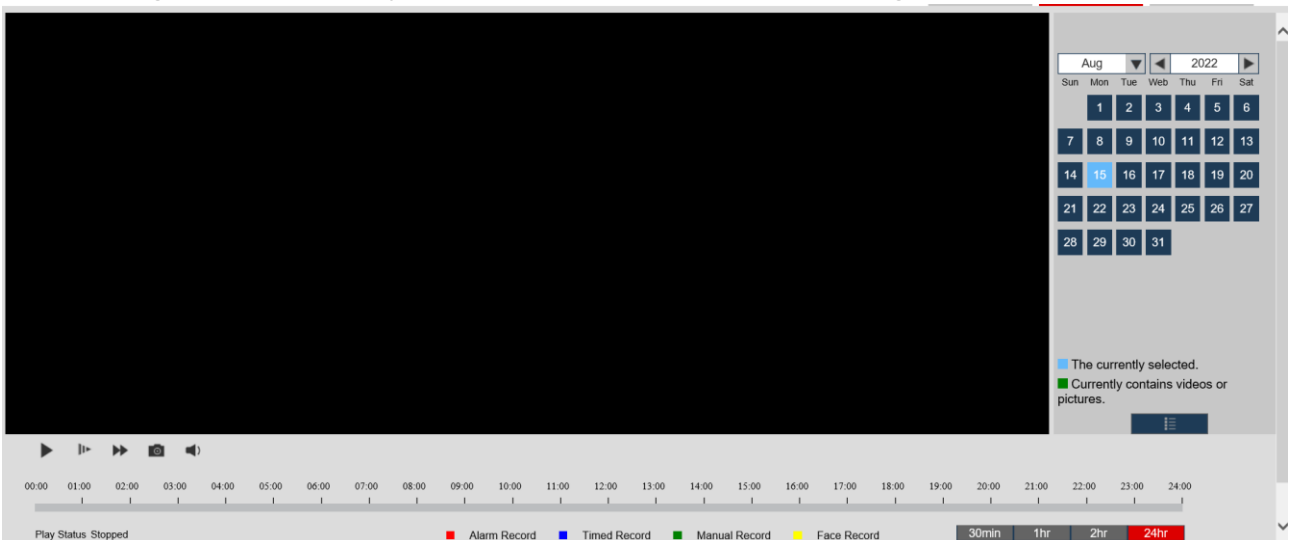 Aug 2022
Sun Mon Tue Web Thu Fri Sat
1 2 3 4 5 6
7 8 9 10 11 12 13
14 15 16 17 18 19 20
21 22 23 24 25 26 27
28 29 30 31
The currently selected.
Currently contains videos or
pictures.
00:00 01:00 02:00 03:00 04:00 05:00 06:00 07:00 08:00 09:00 10:00 11:00 12:00 13:00 14:00 15:00 16:00 17:00 18:00 19:00 20:00 21:00 22:00 23:00 24:00
Play Status Stopped Alarm Record Timed Record Manual Record Face Record 30min 1hr 2hr 24hr